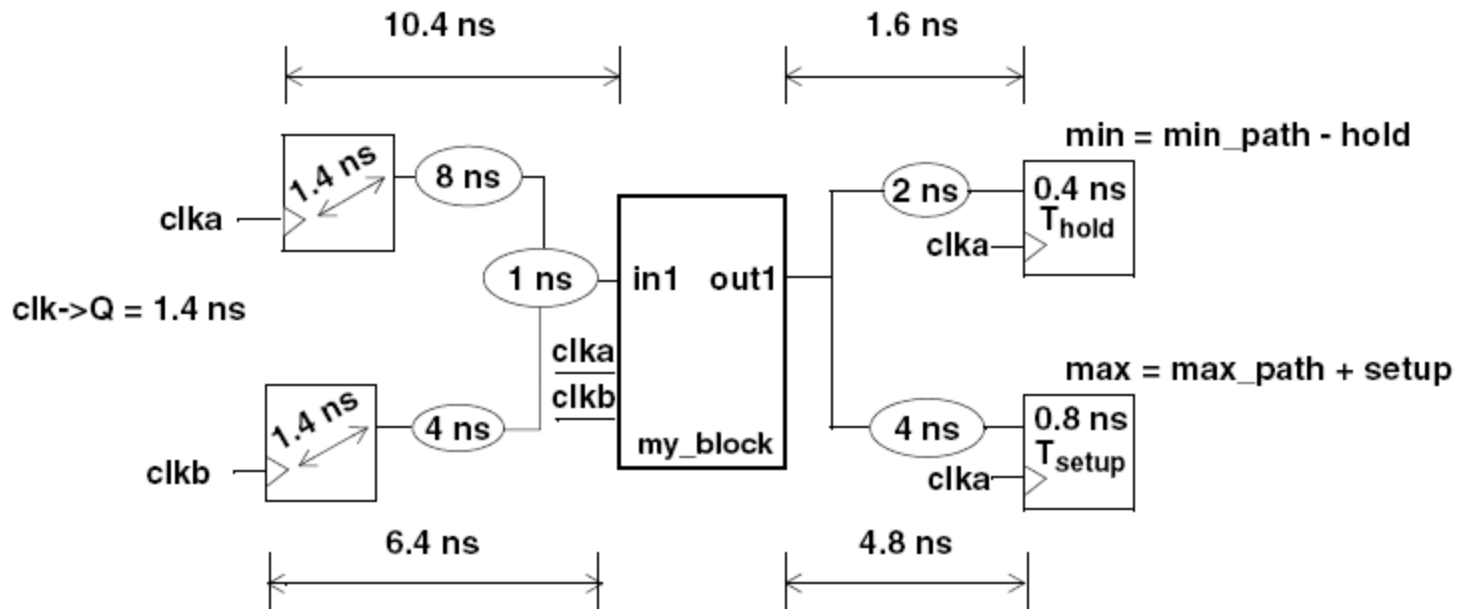 10.4 ns
1.6 ns
min = min_path - hold
1.4 ns
8 ns
clka
2 ns
0.4 ns
Thold
clka
1 ns
in1
out1
clk->Q = 1.4 ns
clka
clkb
my_block
max = max_path + setup
1.4 ns
4 ns
clkb
4 ns
0.8 ns
Tsetup
clka
6.4 ns
4.8 ns